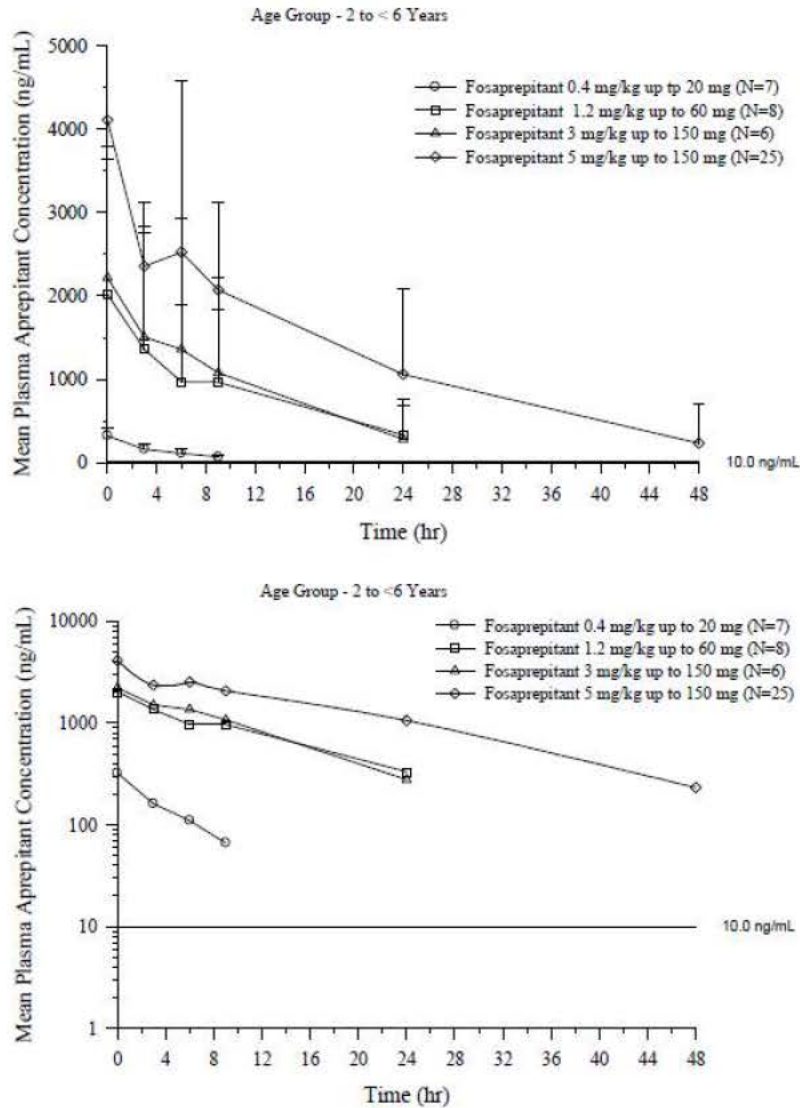 Age Group - 2 to < 6 Years
Mean Plasma Aprepitant Concentration (ng/mL)
5000
4000
3000
2000
1000
0
Fosaprepitant 0.4 mg/kg up tp 20 mg (N=7)
Fosaprepitant 1.2 mg/kg up to 60 mg (N=8)
Fosaprepitant 3 mg/kg up to 150 mg (N=6)
Fosaprepitant 5 mg/kg up to 150 mg (N=25)
10.0 ng/mL
0 4 8 12 16 20 24 28 32 36 40 44 48
Time (hr)
Age Group - 2 to <6 Years
Mean Plasma Aprepitant Concentration (ng/mL)
10000
1000
100
10
1
Fosaprepitant 0.4 mg/kg up to 20 mg (N=7)
Fosaprepitant 1.2 mg/kg up to 60 mg (N=8)
Fosaprepitant 3 mg/kg up to 150 mg (N=6)
Fosaprepitant 5 mg/kg up to 150 mg (N=25)
10.0 ng/mL
0 4 8 12 16 20 24 28 32 36 40 44 48
Time (hr)